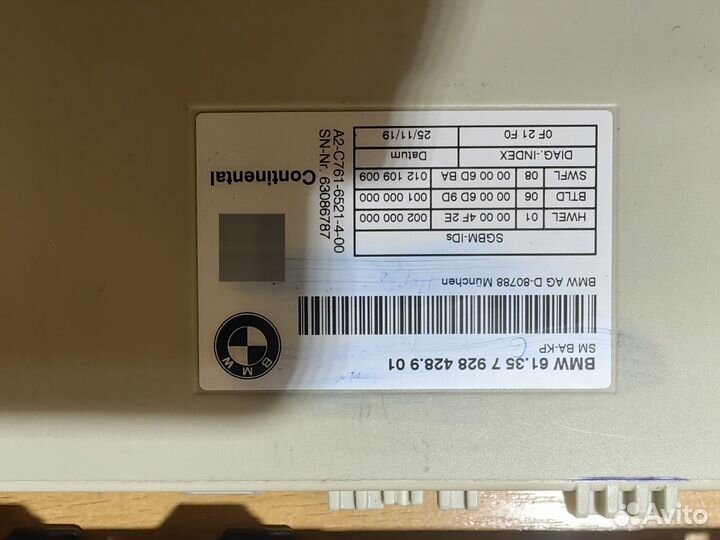 BMW 61.35 7 928 428.9 01
SM BA-KP
BMW AG D-80788 München
BMW
SGBM-IDs
HWEL 01 00 00 4F 2E 002 000 000
BTLD 06 00 00 6D 9D 001 000 000
SWFL 08 00 00 6D BA 012 109 009
DIAG.-INDEX Datum
0F 21 F0 25/11/19
Continental
A2-C761-6521-4-00
SN-Nr. 63086787
Avito